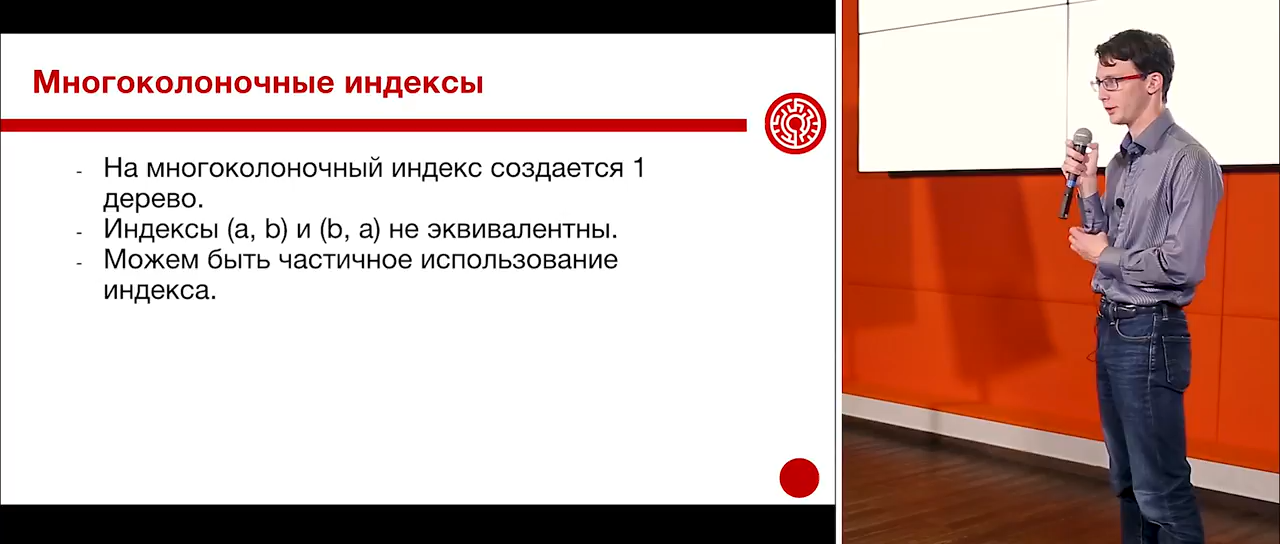 Многоколоночные индексы
- На многоколоночный индекс создается 1
дерево.
- Индексы (a, b) и (b, a) не эквивалентны.
- Можем быть частичное использование
индекса.